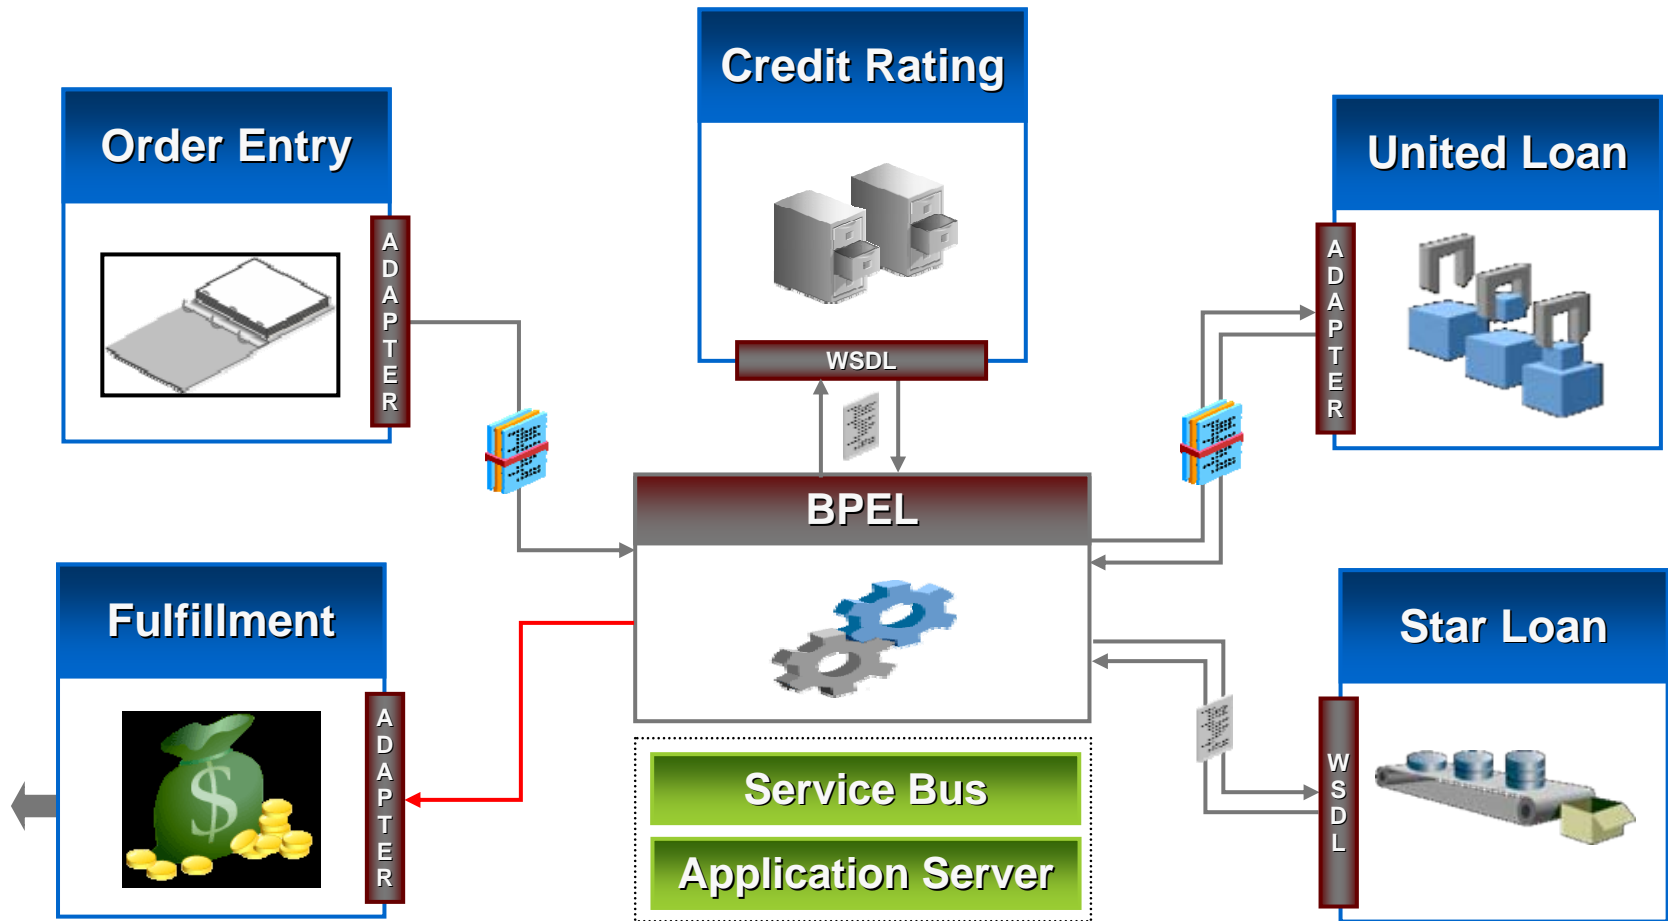 Credit Rating
Order Entry
United Loan
ADAPTER
ADAPTER
WSDL
BPEL
Fulfillment
Star Loan
ADAPTER
WSDL
$
Service Bus
Application Server